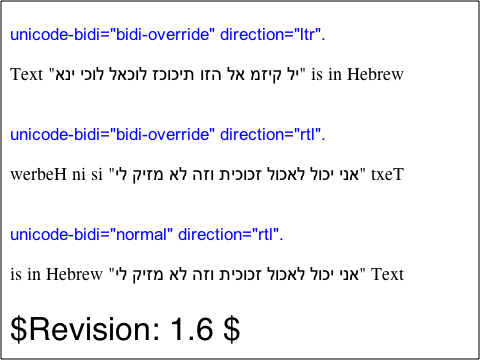 unicode-bidi="bidi-override" direction="ltr".
Text "יל קיזמ אל הזו תיכוכז לוכאל לוכי ינא" is in Hebrew
unicode-bidi="bidi-override" direction="rtl".
werbeH ni si "אני יכול לאכול זכוכית וזה לא מזיק לי" txeT
unicode-bidi="normal" direction="rtl".
is in Hebrew "אני יכול לאכול זכוכית וזה לא מזיק לי" Text
$Revision: 1.6 $